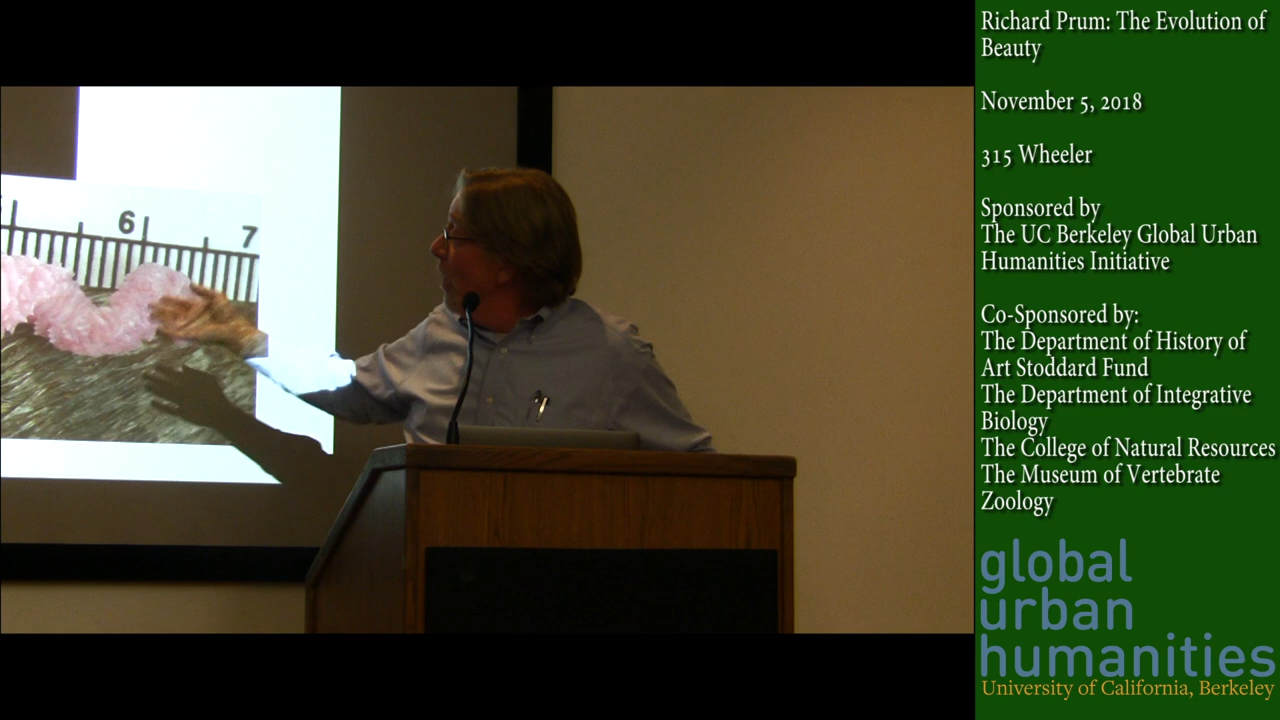 6
7
Richard Prum: The Evolution of
Beauty
November 5, 2018
315 Wheeler
Sponsored by
The UC Berkeley Global Urban
Humanities Initiative
Co-Sponsored by:
The Department of History of
Art Stoddard Fund
The Department of Integrative
Biology
The College of Natural Resources
The Museum of Vertebrate
Zoology
global
urban
humanities
University of California, Berkeley